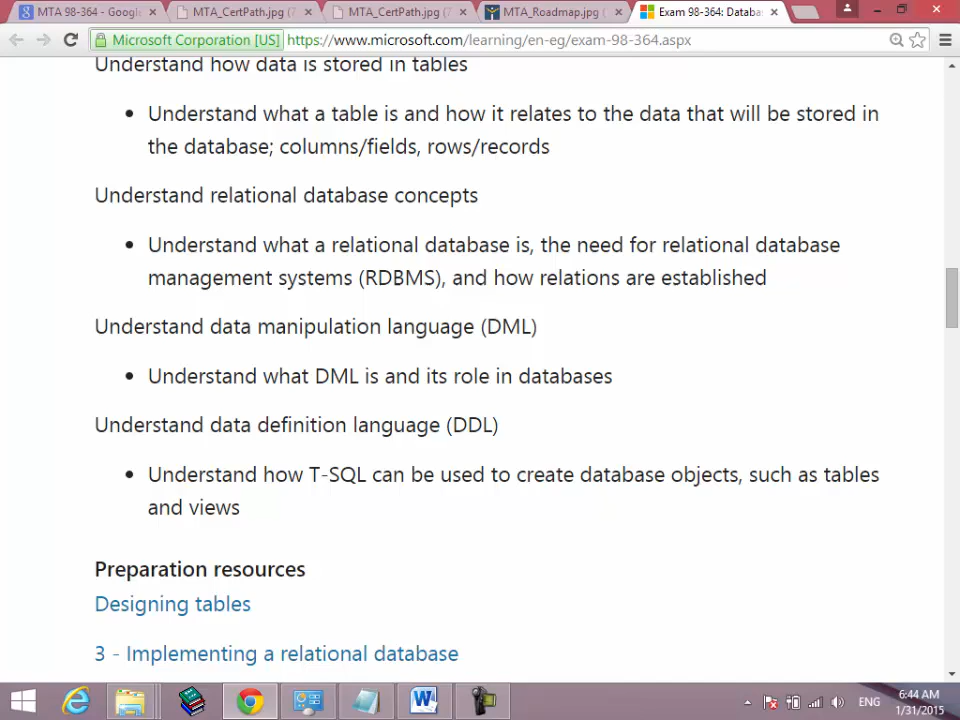 MTA 98-364 - Google
MTA_CertPath.jpg (7
MTA_CertPath.jpg (
MTA_Roadmap.jpg (
Exam 98-364: Databa
Microsoft Corporation [US]
https://www.microsoft.com/learning/en-eg/exam-98-364.aspx
Understand how data is stored in tables
• Understand what a table is and how it relates to the data that will be stored in
the database; columns/fields, rows/records
Understand relational database concepts
• Understand what a relational database is, the need for relational database
management systems (RDBMS), and how relations are established
Understand data manipulation language (DML)
• Understand what DML is and its role in databases
Understand data definition language (DDL)
• Understand how T-SQL can be used to create database objects, such as tables
and views
Preparation resources
Designing tables
3 - Implementing a relational database
ENG
6:44 AM
1/31/2015